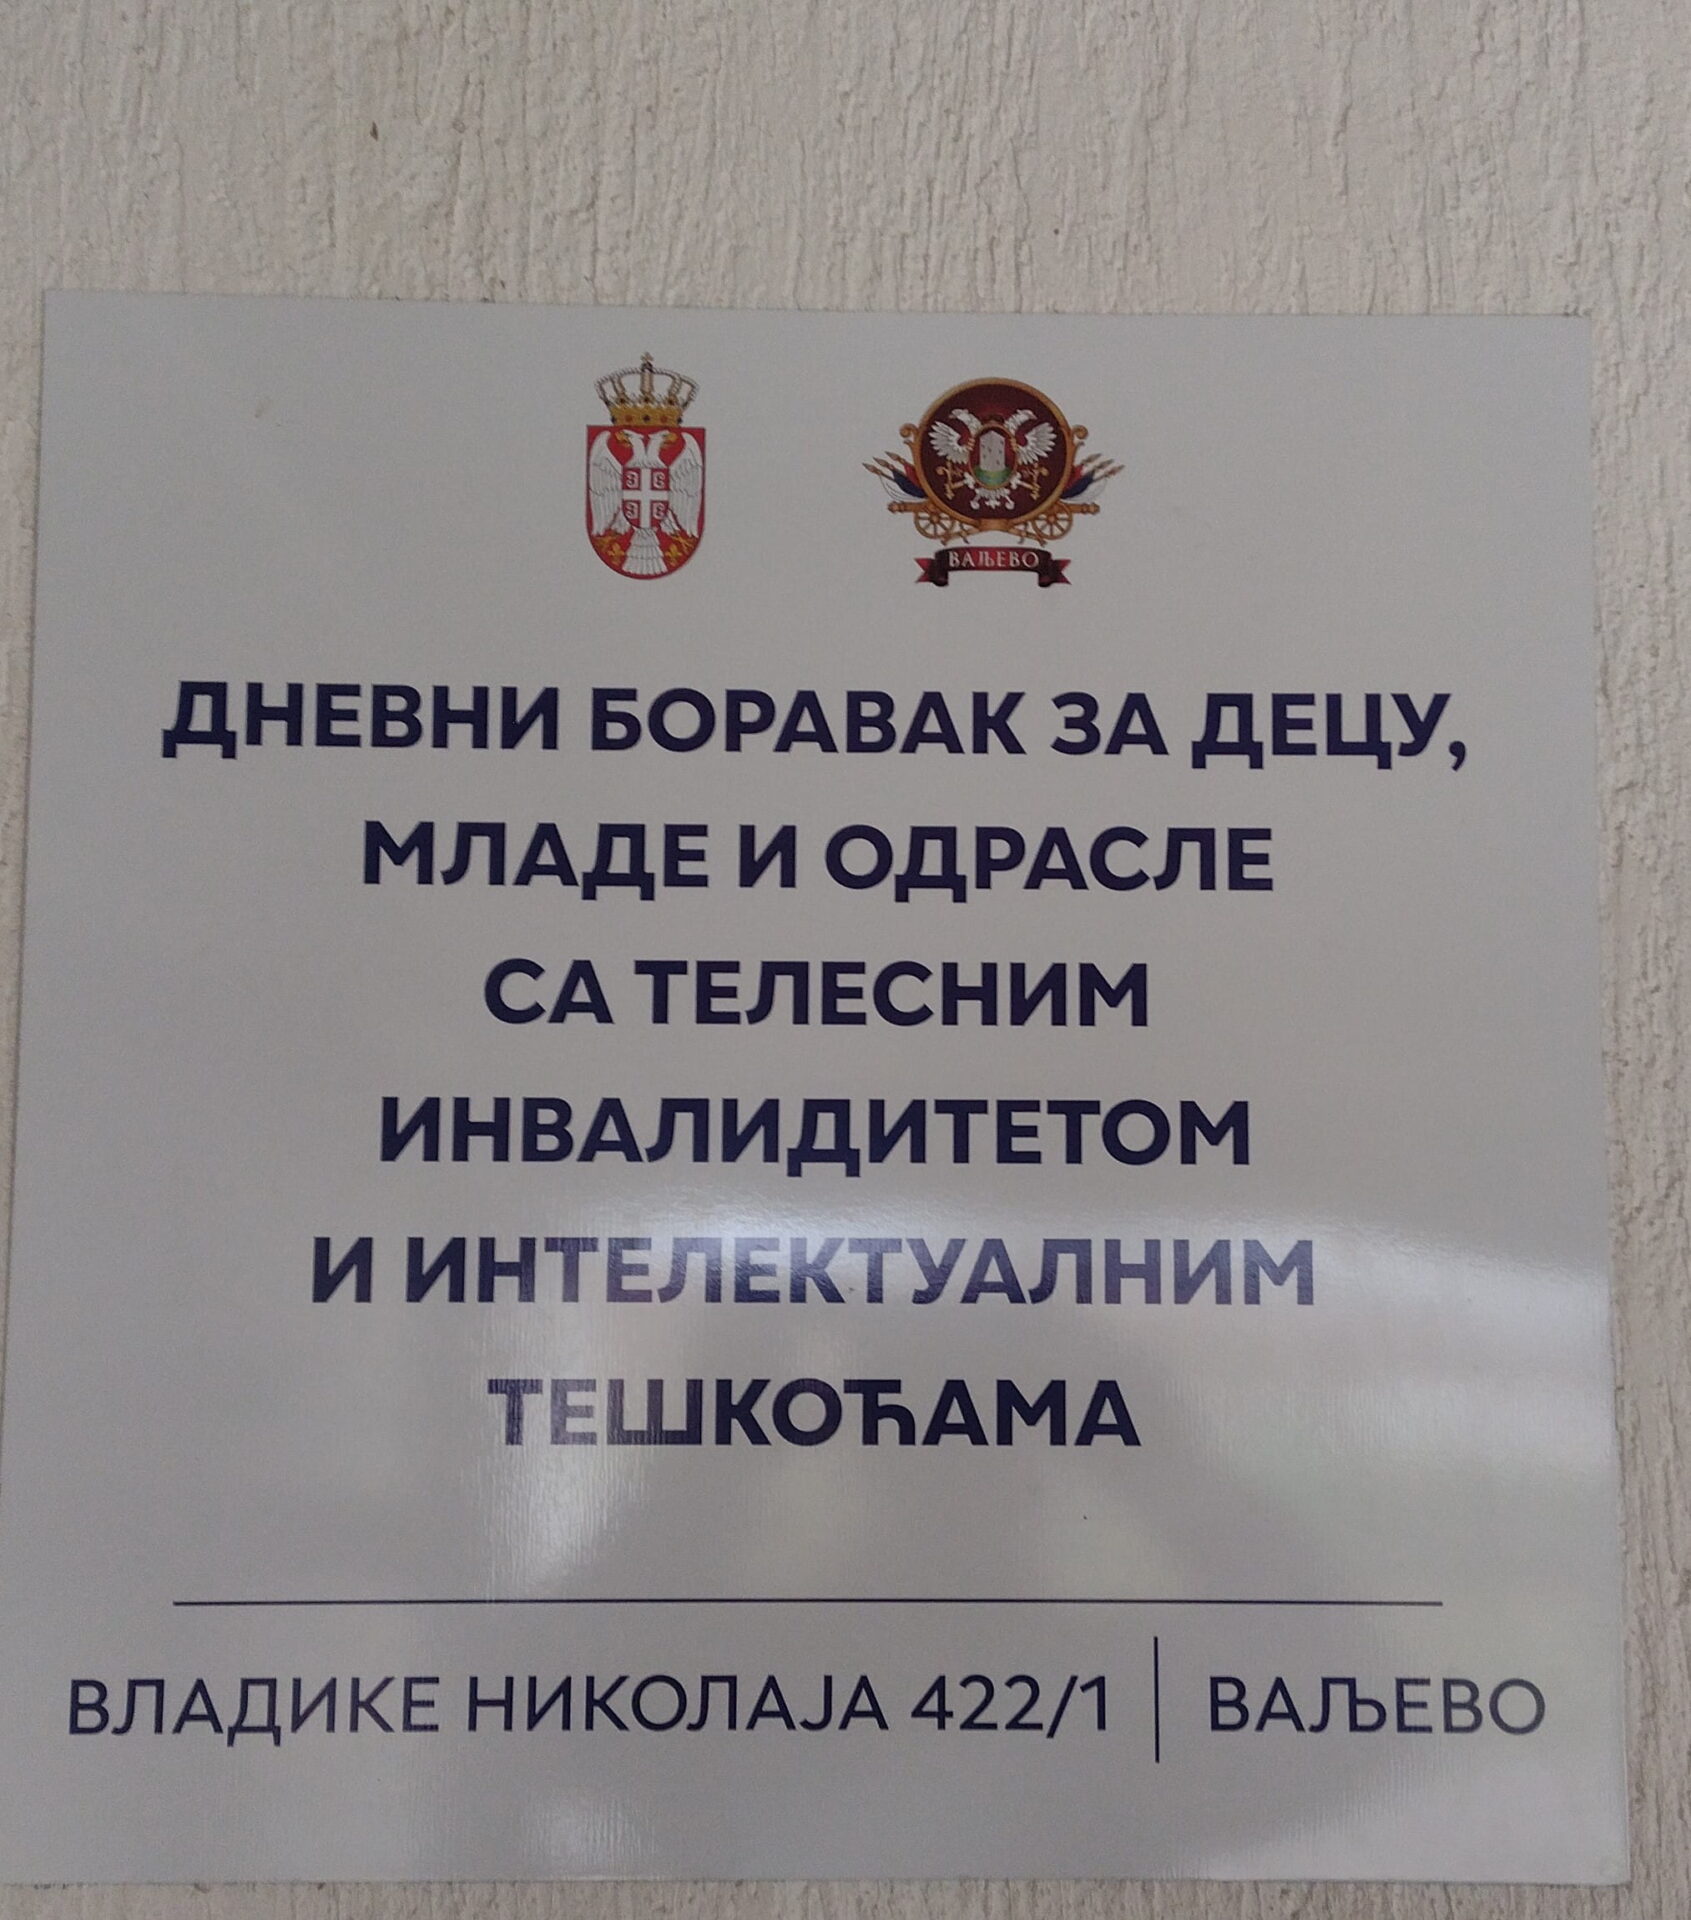 ВАЉЕВО
ДНЕВНИ БОРАВАК ЗА ДЕЦУ,
МЛАДЕ И ОДРАСЛЕ
СА ТЕЛЕСНИМ
ИНВАЛИДИТЕТОМ
И ИНТЕЛЕКТУАЛНИМ
ТЕШКОЋАМА
ВЛАДИКЕ НИКОЛАЈА 422/1 | ВАЉЕВО